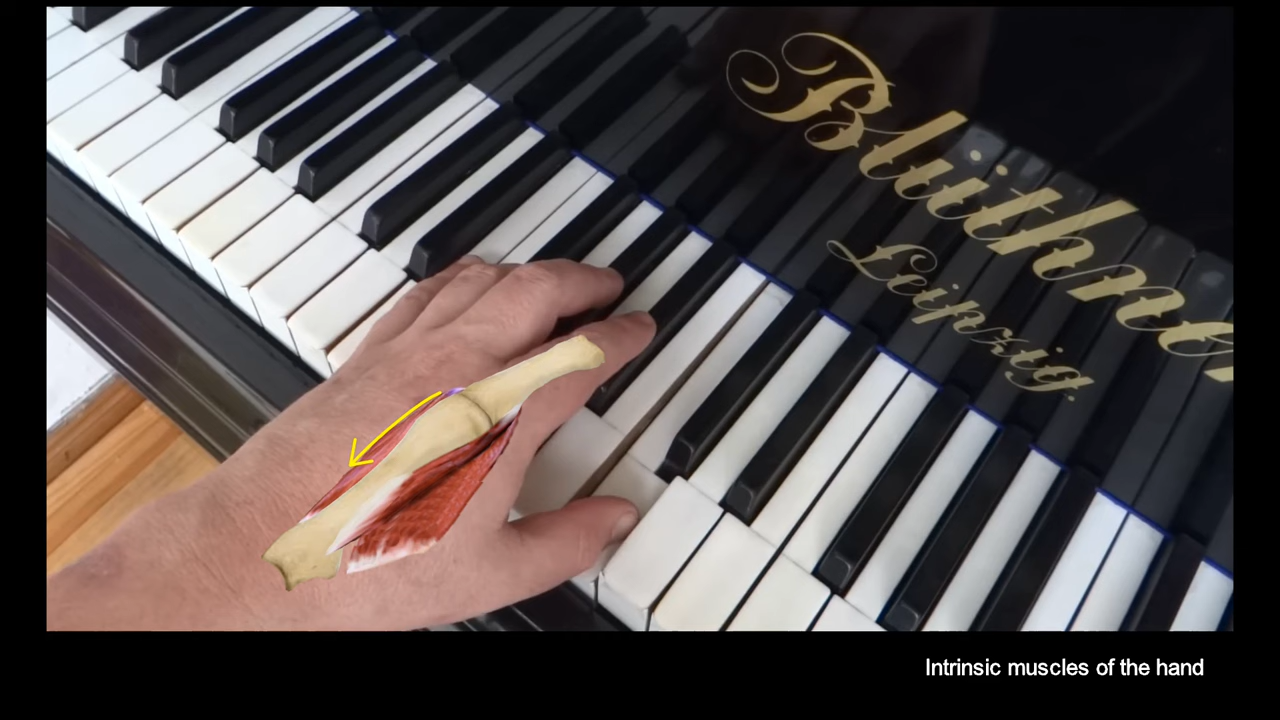 Blüthner
Leipzig.
Intrinsic muscles of the hand